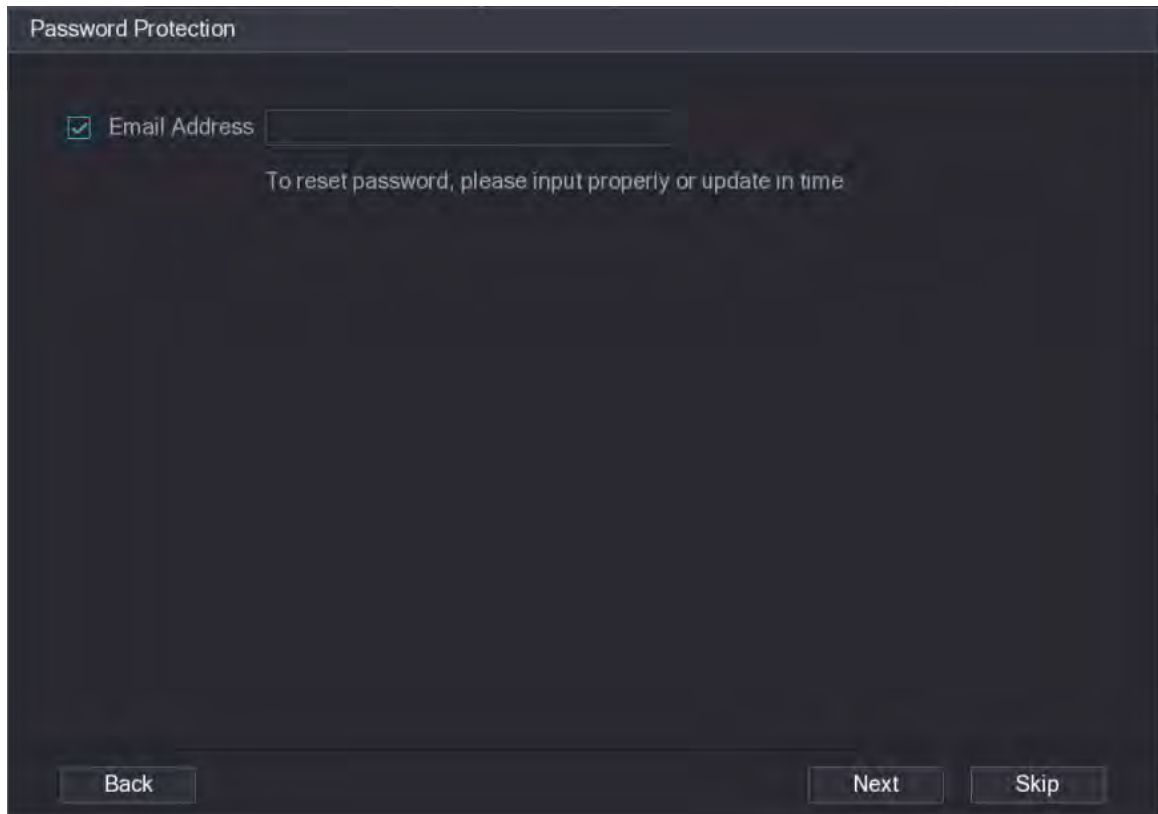 Password Protection
Email Address
To reset password, please input properly or update in time
Back
Next
Skip